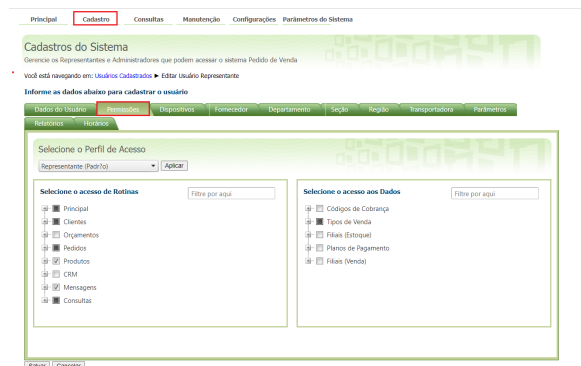 Principal Cadastro Consultas Manutenção Configurações Parâmetros do Sistema
Cadastros do Sistema
Gerencie os Representantes e Administradores que podem acessar o sistema Pedido de Venda
Você está navegando em: Usuários Cadastrados ► Editar Usuário Representante
Informe as dados abaixo para cadastrar o usuário
Dados do Usuário Permissões Dispositivos Fornecedor Departamento Seção Região Transportadora Parâmetros
Relatórios Horários
Selecione o Perfil de Acesso
Representante (Padr?o) Aplicar
Selecione o acesso de Rotinas Filtre por aqui
Principal
Clientes
Orçamentos
Pedidos
Produtos
CRM
Mensagens
Consultas
Selecione o acesso aos Dados Filtre por aqui
Códigos de Cobrança
Tipos de Venda
Filiais (Estoque)
Planos de Pagamento
Filiais (Venda)
Salvar Cancelar